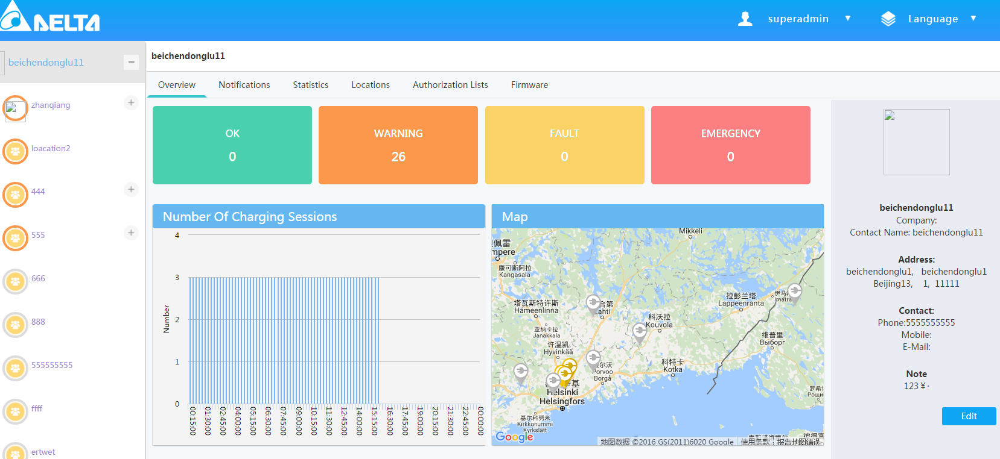 DELTA
superadmin
Language
beichendonglu11
zhanqiang
loacation2
444
555
666
888
555555555
ffff
ertwet
beichendonglu11
Overview Notifications Statistics Locations Authorization Lists Firmware
OK
0
WARNING
26
FAULT
0
EMERGENCY
0
Number Of Charging Sessions
Number
4
3
2
1
0
00:15:00
01:30:00
02:45:00
04:00:00
05:15:00
06:30:00
07:45:00
09:00:00
10:15:00
11:30:00
12:45:00
14:00:00
15:15:00
16:30:00
17:45:00
19:00:00
20:15:00
21:30:00
22:45:00
00:00:00
Map
Mikkeli
佩雷
mpere
康可斯阿拉
Kangasala
塔瓦斯特许斯
Hämeenlinna
合第
Lahti
拉彭兰塔
Lappeenranta
伊马
Imatra
科沃拉
Kouvola
亚纳卡拉
Janakkala
许温凯
Hyvinkää
维普里
Выборг
科特卡
Kotka
尔沃
Porvoo
Borgå
辛基
Helsinki
Helsingfors
罗希
Рощи
基尔科努米
Kirkkonummi
Kyrkslätt
Google
地图数据 ©2016 GS(2011)6020 Google
使用条款
报告地图错误
beichendonglu11
Company:
Contact Name: beichendonglu11
Address:
beichendonglu1, beichendonglu1
Beijing13, 1, 11111
Contact:
Phone:5555555555
Mobile:
E-Mail:
Note
123￥·
Edit